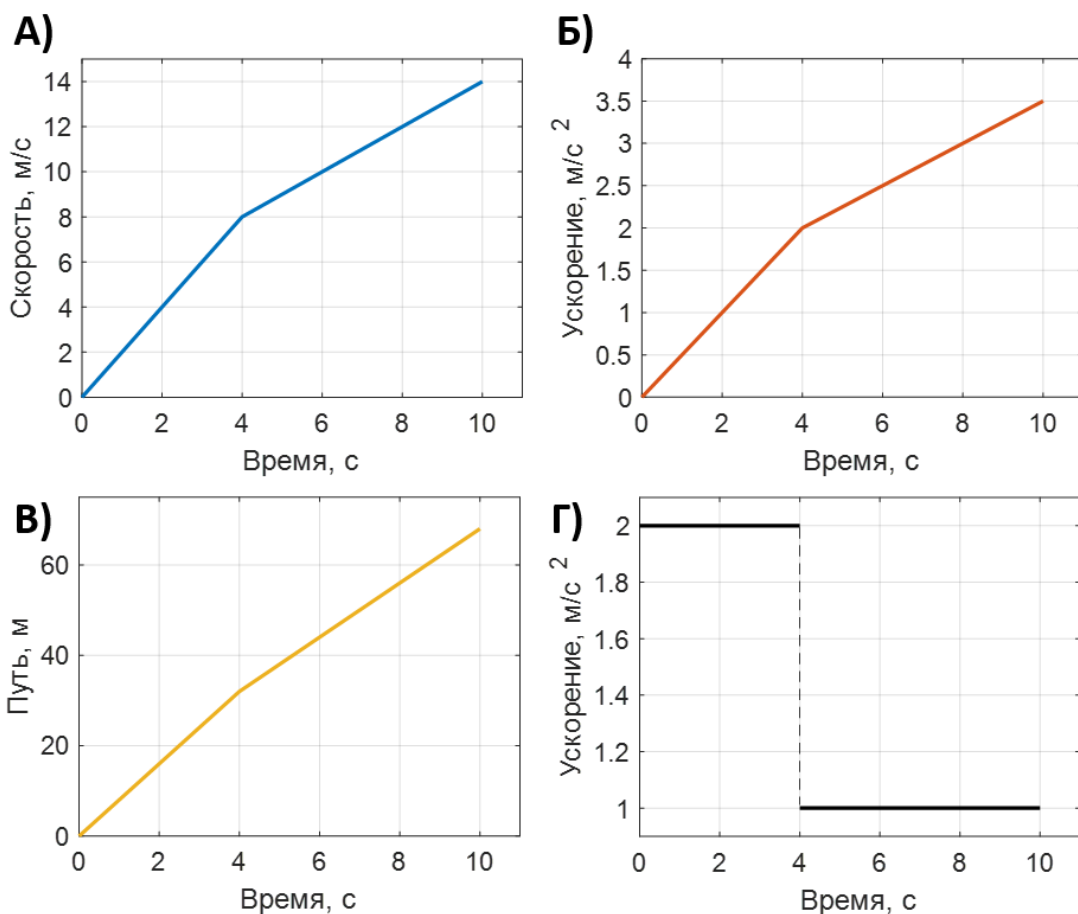 А)
Скорость, м/с
14
12
10
8
6
4
2
0
0 2 4 6 8 10
Время, с
Б)
Ускорение, м/с 2
4
3.5
3
2.5
2
1.5
1
0.5
0
0 2 4 6 8 10
Время, с
В)
Путь, м
60
40
20
0
0 2 4 6 8 10
Время, с
Г)
Ускорение, м/с 2
2
1.8
1.6
1.4
1.2
1
0 2 4 6 8 10
Время, с